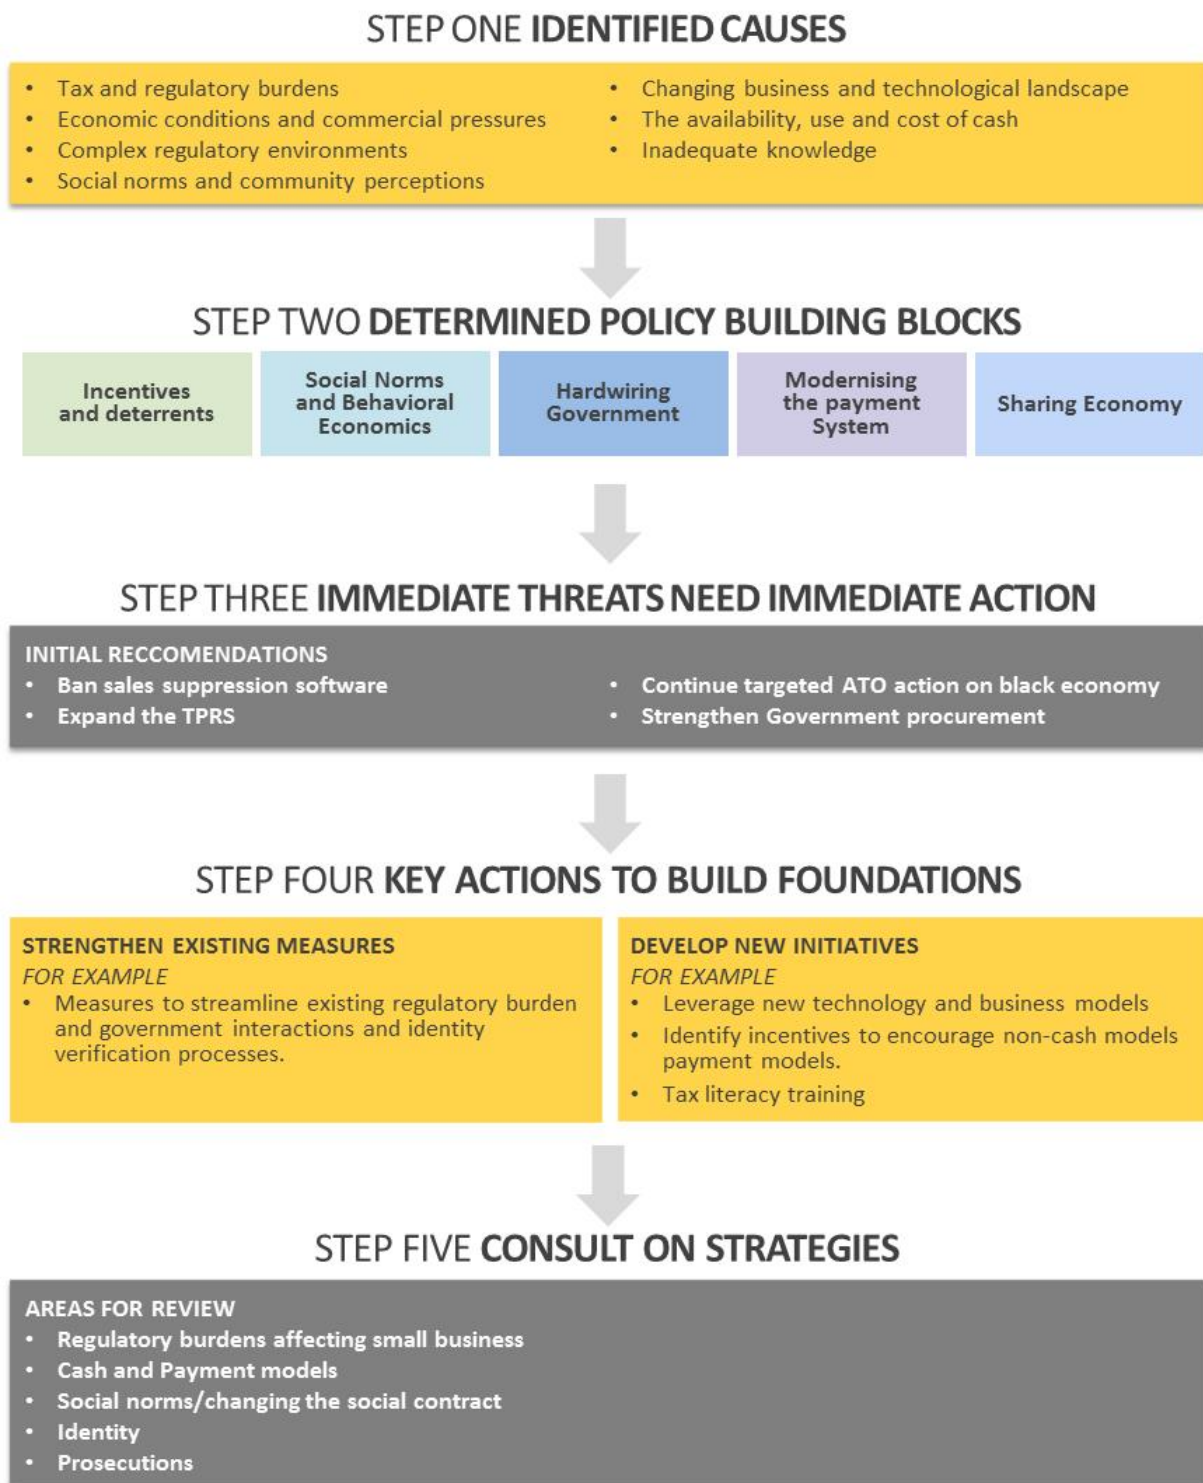 STEP ONE IDENTIFIED CAUSES
• Tax and regulatory burdens
• Economic conditions and commercial pressures
• Complex regulatory environments
• Social norms and community perceptions
• Changing business and technological landscape
• The availability, use and cost of cash
• Inadequate knowledge
STEP TWO DETERMINED POLICY BUILDING BLOCKS
Incentives
and deterrents
Social Norms
and Behavioral
Economics
Hardwiring
Government
Modernising
the payment
System
Sharing Economy
STEP THREE IMMEDIATE THREATS NEED IMMEDIATE ACTION
INITIAL RECCOMENDATIONS
• Ban sales suppression software
• Expand the TPRS
• Continue targeted ATO action on black economy
• Strengthen Government procurement
STEP FOUR KEY ACTIONS TO BUILD FOUNDATIONS
STRENGTHEN EXISTING MEASURES
FOR EXAMPLE
• Measures to streamline existing regulatory burden
and government interactions and identity
verification processes.
DEVELOP NEW INITIATIVES
FOR EXAMPLE
• Leverage new technology and business models
• Identify incentives to encourage non-cash models
payment models.
• Tax literacy training
STEP FIVE CONSULT ON STRATEGIES
AREAS FOR REVIEW
• Regulatory burdens affecting small business
• Cash and Payment models
• Social norms/changing the social contract
• Identity
• Prosecutions